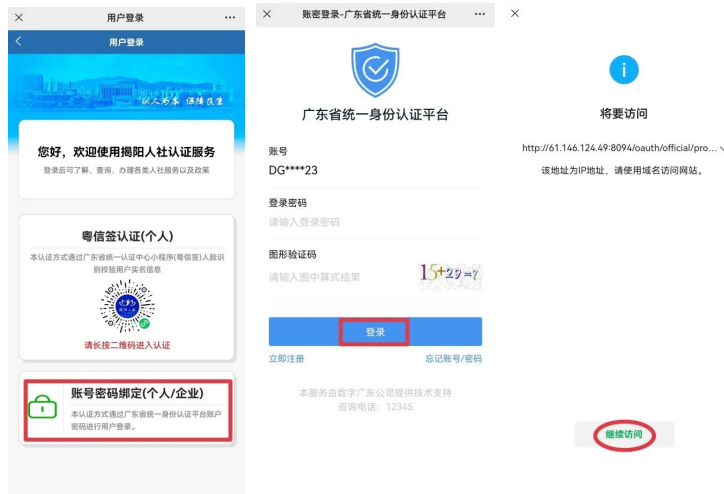 用户登录
用户登录
以人为本 保障民生
您好，欢迎使用揭阳人社认证服务
登录后可了解、查询、办理各类人社服务以及政策
粤信签认证(个人)
本认证方式通过广东省统一认证中心小程序(粤信签)人脸识
别校验用户实名信息
请长按二维码进入认证
账号密码绑定(个人/企业)
本认证方式通过广东省统一身份认证平台账户
密码进行用户登录。
账密登录-广东省统一身份认证平台
广东省统一身份认证平台
账号
DG****23
登录密码
请输入登录密码
图形验证码
请输入图中算式结果
15+29=?
登录
立即注册
忘记账号/密码
本服务由数字广东公司提供技术支持
咨询电话：12345
将要访问
http://61.146.124.49:8094/oauth/official/pro...
该地址为IP地址，请使用域名访问网站。
继续访问